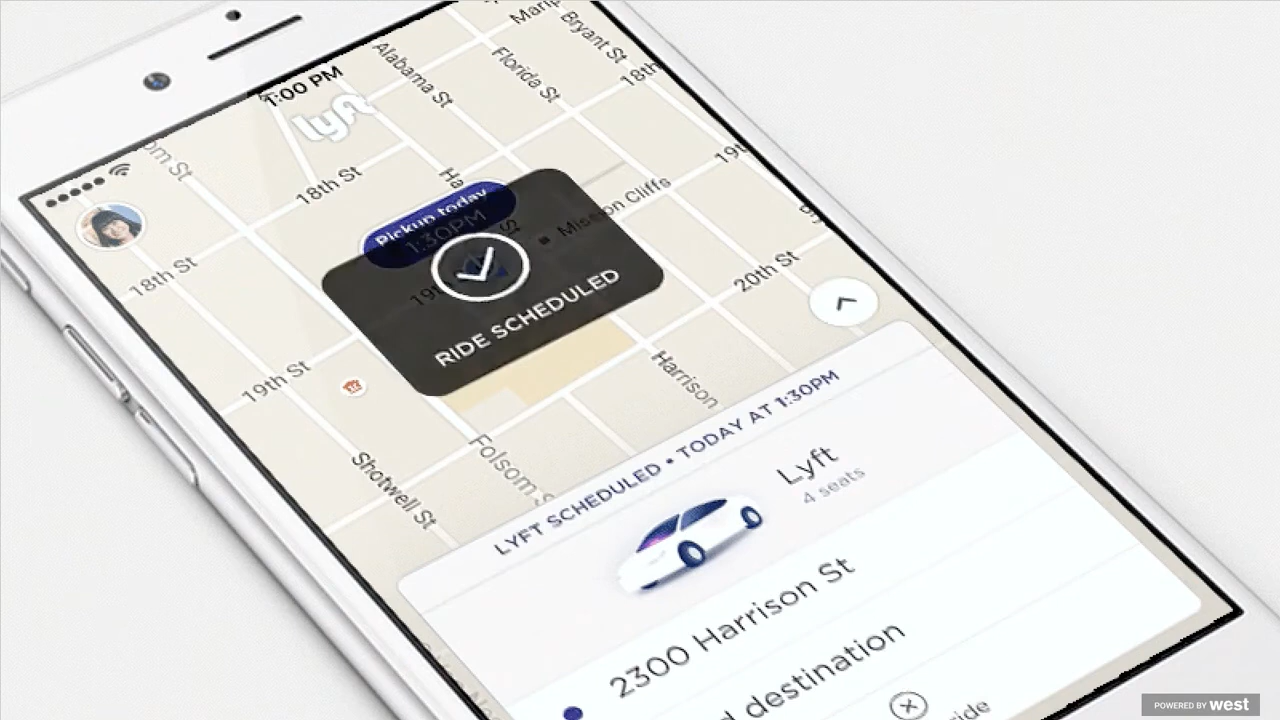 1:00 PM
lyft
Alabama St
Florida St
Bryant St
18th
18th St
18th St
19t
Pickup today
1:30PM
Mission Cliffs
20th St
RIDE SCHEDULED
19th St
Harrison
Shotwell St
Folsom S
LYFT SCHEDULED • TODAY AT 1:30PM
Lyft
4 seats
2300 Harrison St
destination
ride
POWERED BY west